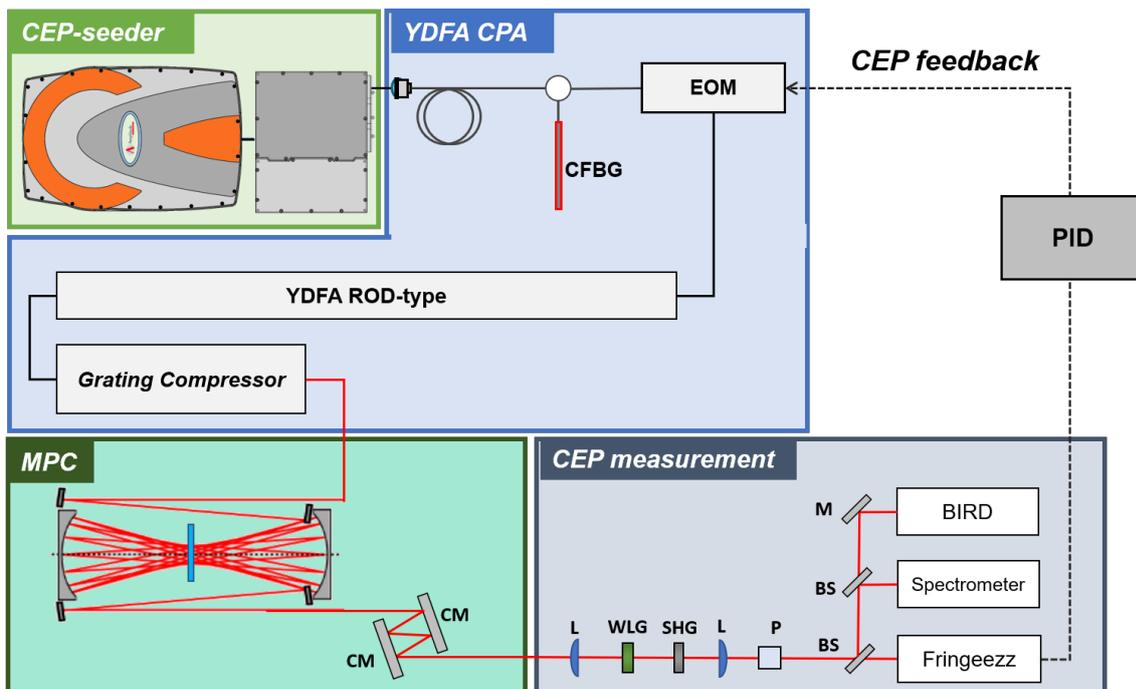 CEP-seeder
YDFA CPA
CEP feedback
EOM
CFBG
PID
YDFA ROD-type
Grating Compressor
MPC
CEP measurement
M
BIRD
BS
Spectrometer
CM
CM
L
WLG
SHG
L
P
BS
Fringeezz